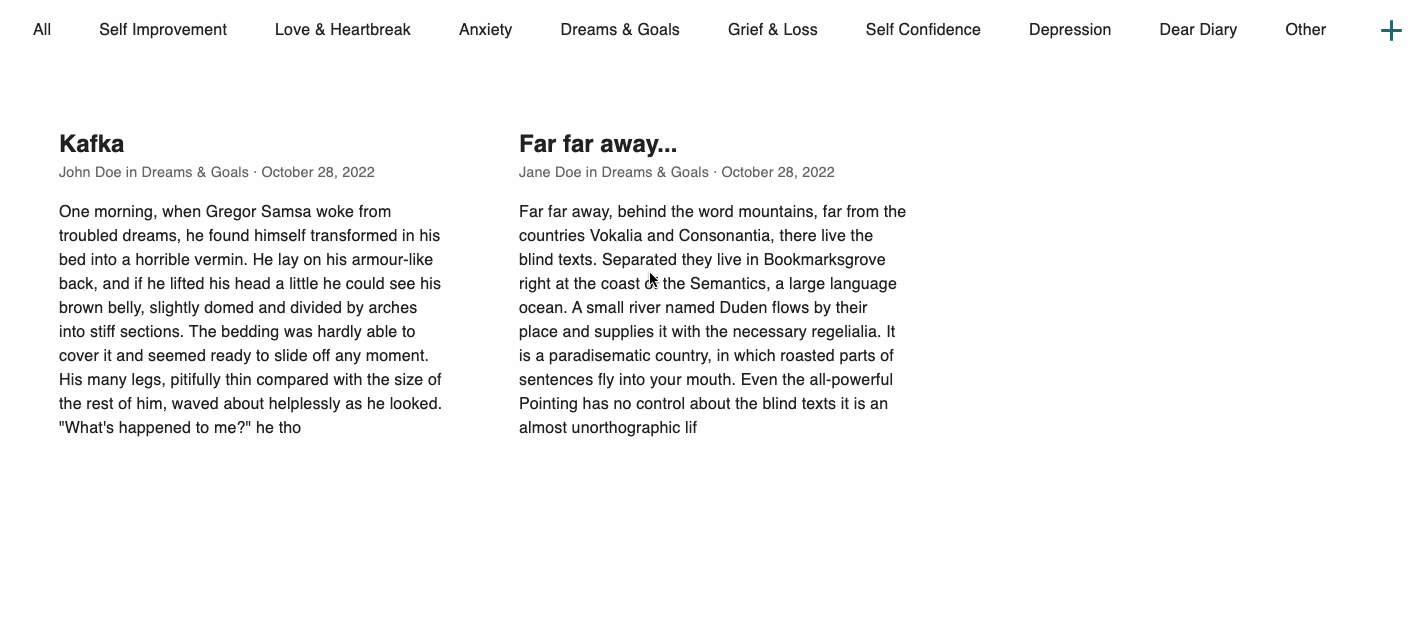 All Self Improvement Love & Heartbreak Anxiety Dreams & Goals Grief & Loss Self Confidence Depression Dear Diary Other +
Kafka
John Doe in Dreams & Goals · October 28, 2022
One morning, when Gregor Samsa woke from
troubled dreams, he found himself transformed in his
bed into a horrible vermin. He lay on his armour-like
back, and if he lifted his head a little he could see his
brown belly, slightly domed and divided by arches
into stiff sections. The bedding was hardly able to
cover it and seemed ready to slide off any moment.
His many legs, pitifully thin compared with the size of
the rest of him, waved about helplessly as he looked.
"What's happened to me?" he tho
Far far away...
Jane Doe in Dreams & Goals · October 28, 2022
Far far away, behind the word mountains, far from the
countries Vokalia and Consonantia, there live the
blind texts. Separated they live in Bookmarksgrove
right at the coast of the Semantics, a large language
ocean. A small river named Duden flows by their
place and supplies it with the necessary regelialia. It
is a paradisematic country, in which roasted parts of
sentences fly into your mouth. Even the all-powerful
Pointing has no control about the blind texts it is an
almost unorthographic lif